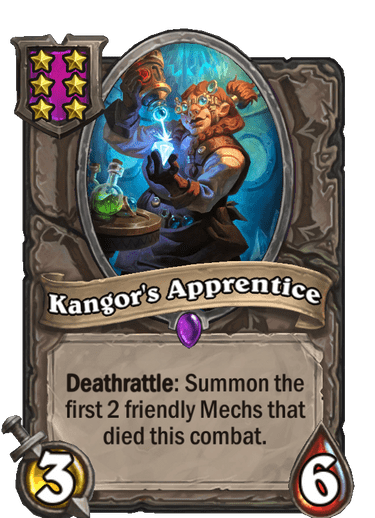 Kangor's Apprentice
Deathrattle: Summon the
first 2 friendly Mechs that
died this combat.
3
6